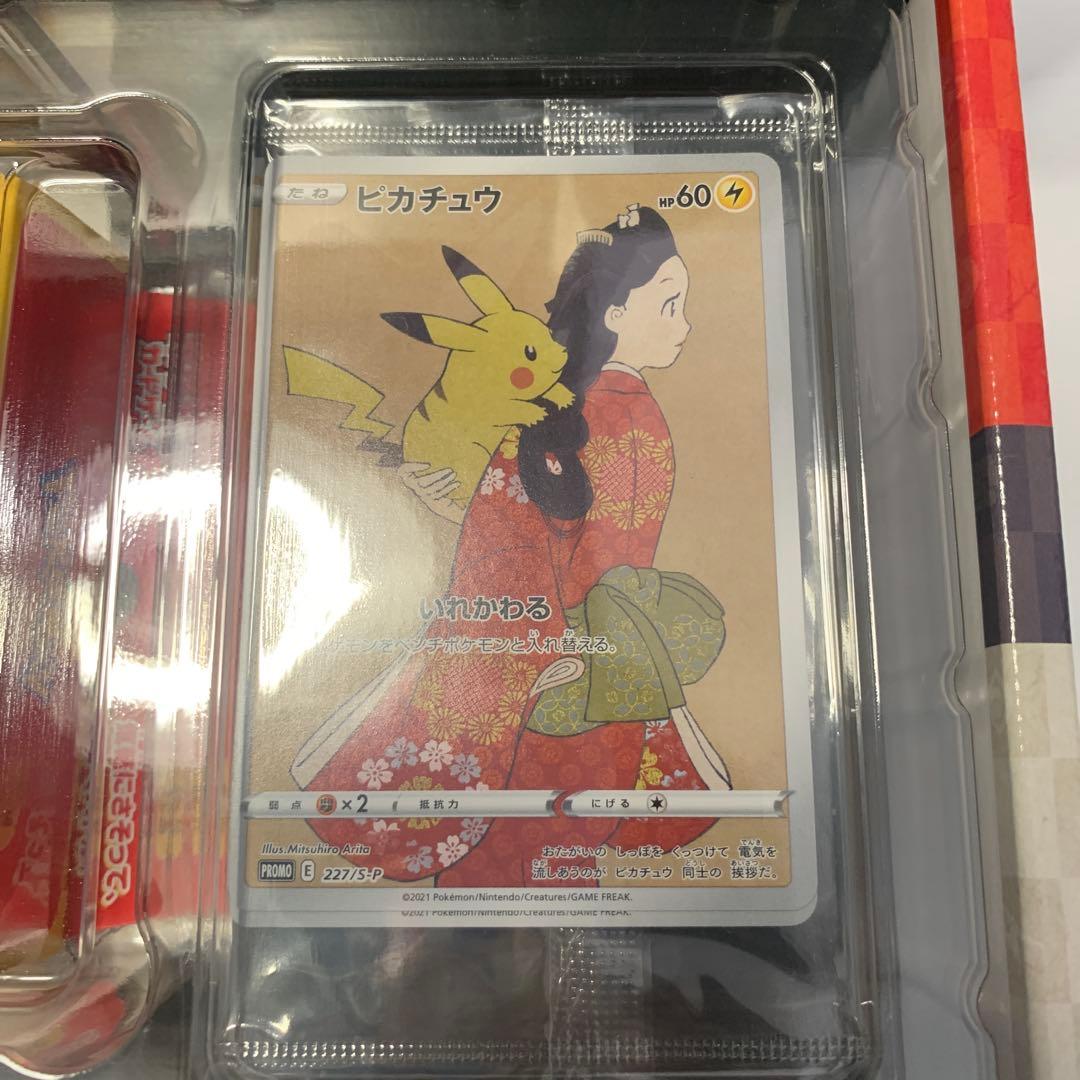 たね ピカチュウ HP60
いれかわる
モンをベンチポケモンと入れ替える。
弱点 ×2 抵抗力 にげる
Illus.Mitsuhiro Arita
PROMO E 227/S-P
おたがいの しっぽを くっつけて 電気を
流しあうのが ピカチュウ 同士の 挨拶だ。
©2021 Pokémon/Nintendo/Creatures/GAME FREAK.
©2021 Pokémon/Nintendo/Creatures/GAME FREAK.